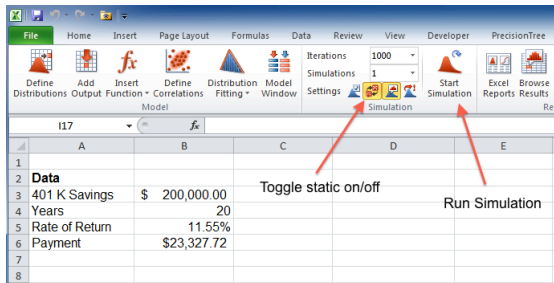 File Home Insert Page Layout Formulas Data Review View Developer PrecisionTree
Define Distributions
Add Output
Insert Function
Define Correlations
Distribution Fitting
Model Window
Model
Iterations 1000
Simulations 1
Settings
Start Simulation
Simulation
Excel Reports
Browse Results
Re
I17 fx
A B C D E
1
2 Data
3 401 K Savings $ 200,000.00
4 Years 20
5 Rate of Return 11.55%
6 Payment $23,327.72
7
8
Toggle static on/off
Run Simulation